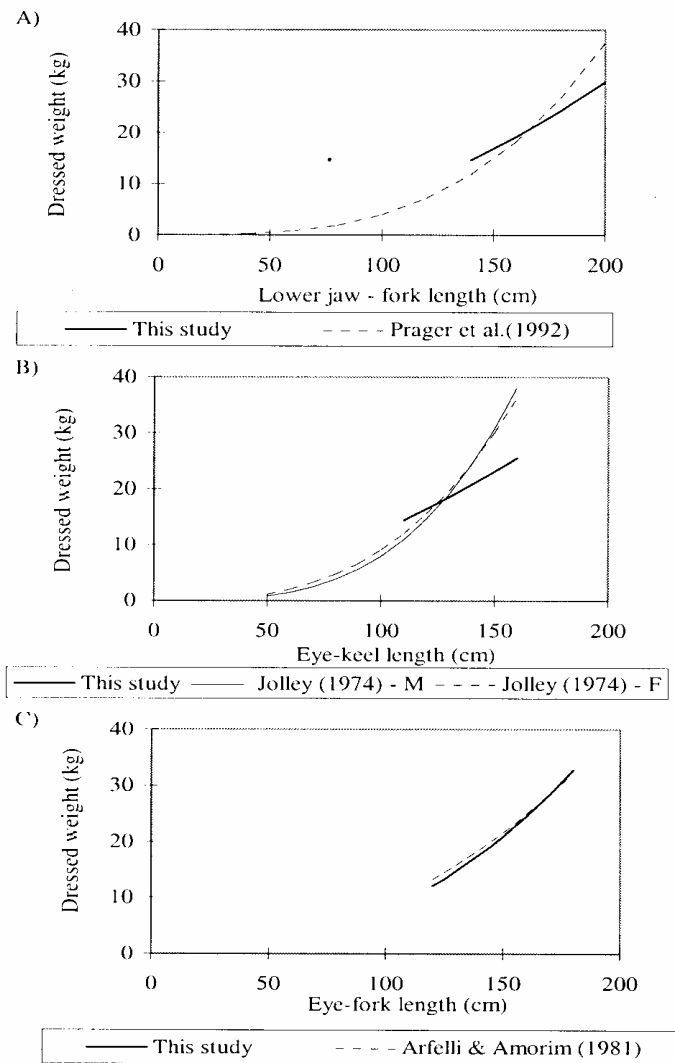 A)
Dressed weight (kg)
40
30
20
10
0
0 50 100 150 200
Lower jaw - fork length (cm)
This study Prager et al.(1992)
B)
Dressed weight (kg)
40
30
20
10
0
0 50 100 150 200
Eye-keel length (cm)
This study Jolley (1974) - M Jolley (1974) - F
C)
Dressed weight (kg)
40
30
20
10
0
0 50 100 150 200
Eye-fork length (cm)
This study Arfelli & Amorim (1981)